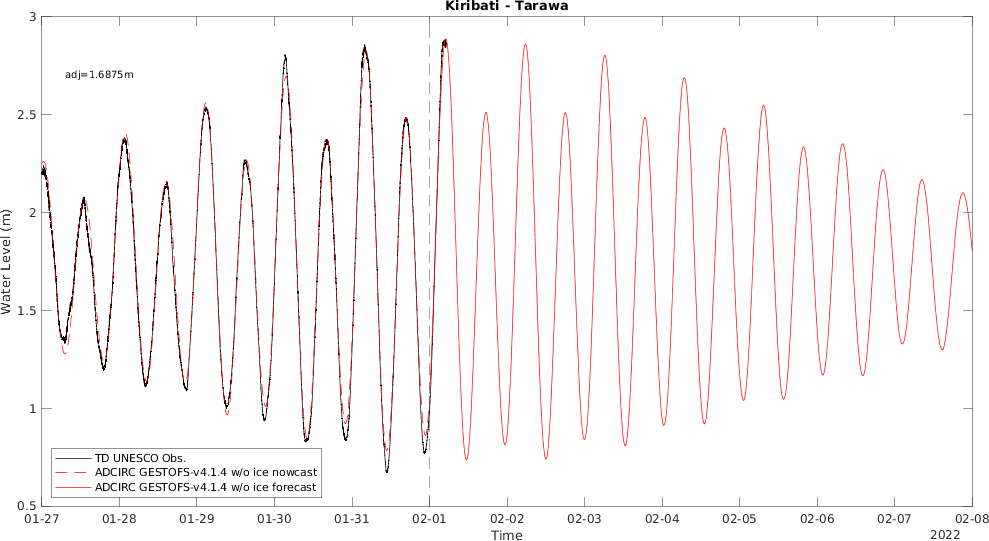 Kiribati - Tarawa
3
adj=1.6875m
2.5
2
Water Level (m)
1.5
1
TD UNESCO Obs.
ADCIRC GESTOFS-v4.1.4 w/o ice nowcast
ADCIRC GESTOFS-v4.1.4 w/o ice forecast
0.5
01-27 01-28 01-29 01-30 01-31 02-01 02-02 02-03 02-04 02-05 02-06 02-07 02-08
Time
2022